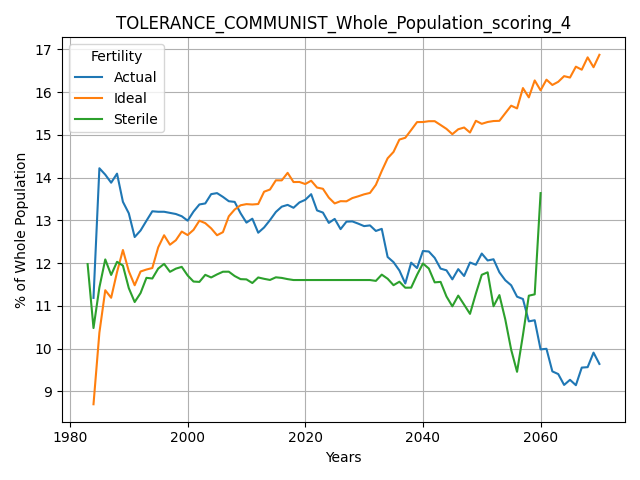 TOLERANCE_COMMUNIST_Whole_Population_scoring_4
Fertility
Actual
Ideal
Sterile
% of Whole Population
17
16
15
14
13
12
11
10
9
1980
2000
2020
2040
2060
Years